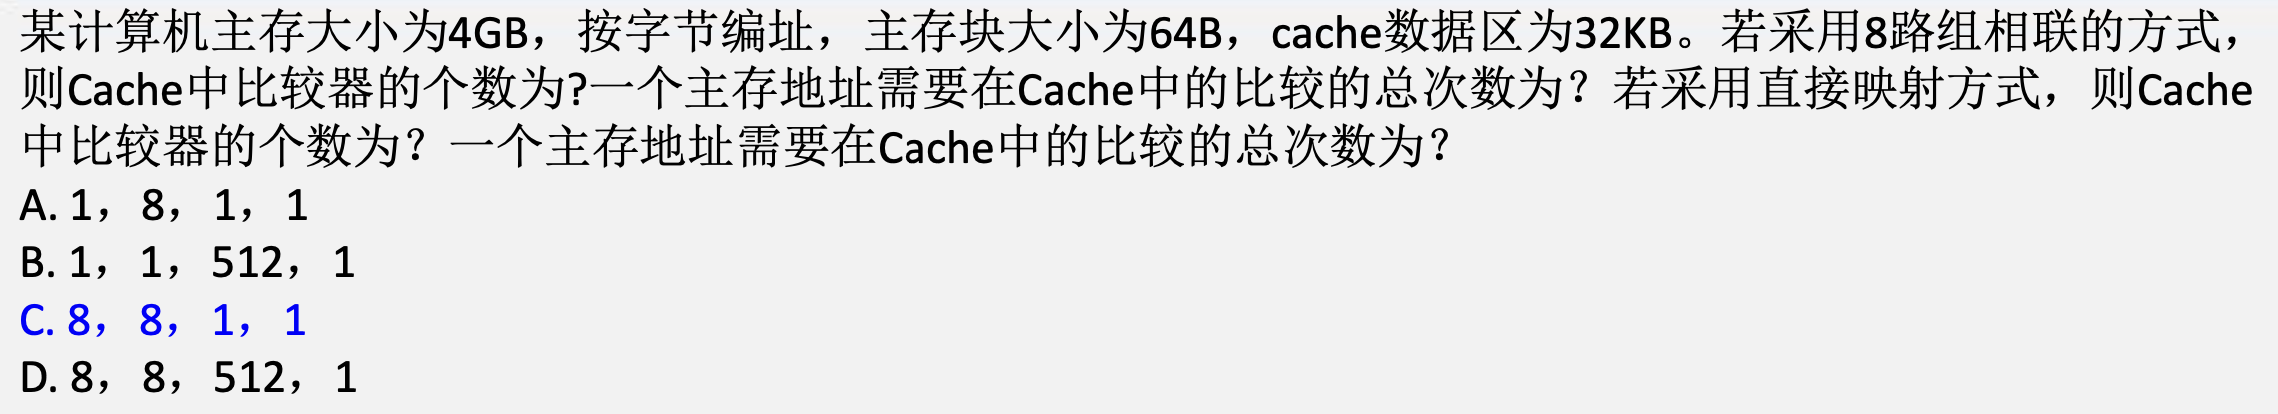 某计算机主存大小为4GB，按字节编址，主存块大小为64B，cache数据区为32KB。若采用8路组相联的方式，
则Cache中比较器的个数为?一个主存地址需要在Cache中的比较的总次数为？若采用直接映射方式，则Cache
中比较器的个数为？一个主存地址需要在Cache中的比较的总次数为？
A. 1，8，1，1
B. 1，1，512，1
C. 8，8，1，1
D. 8，8，512，1